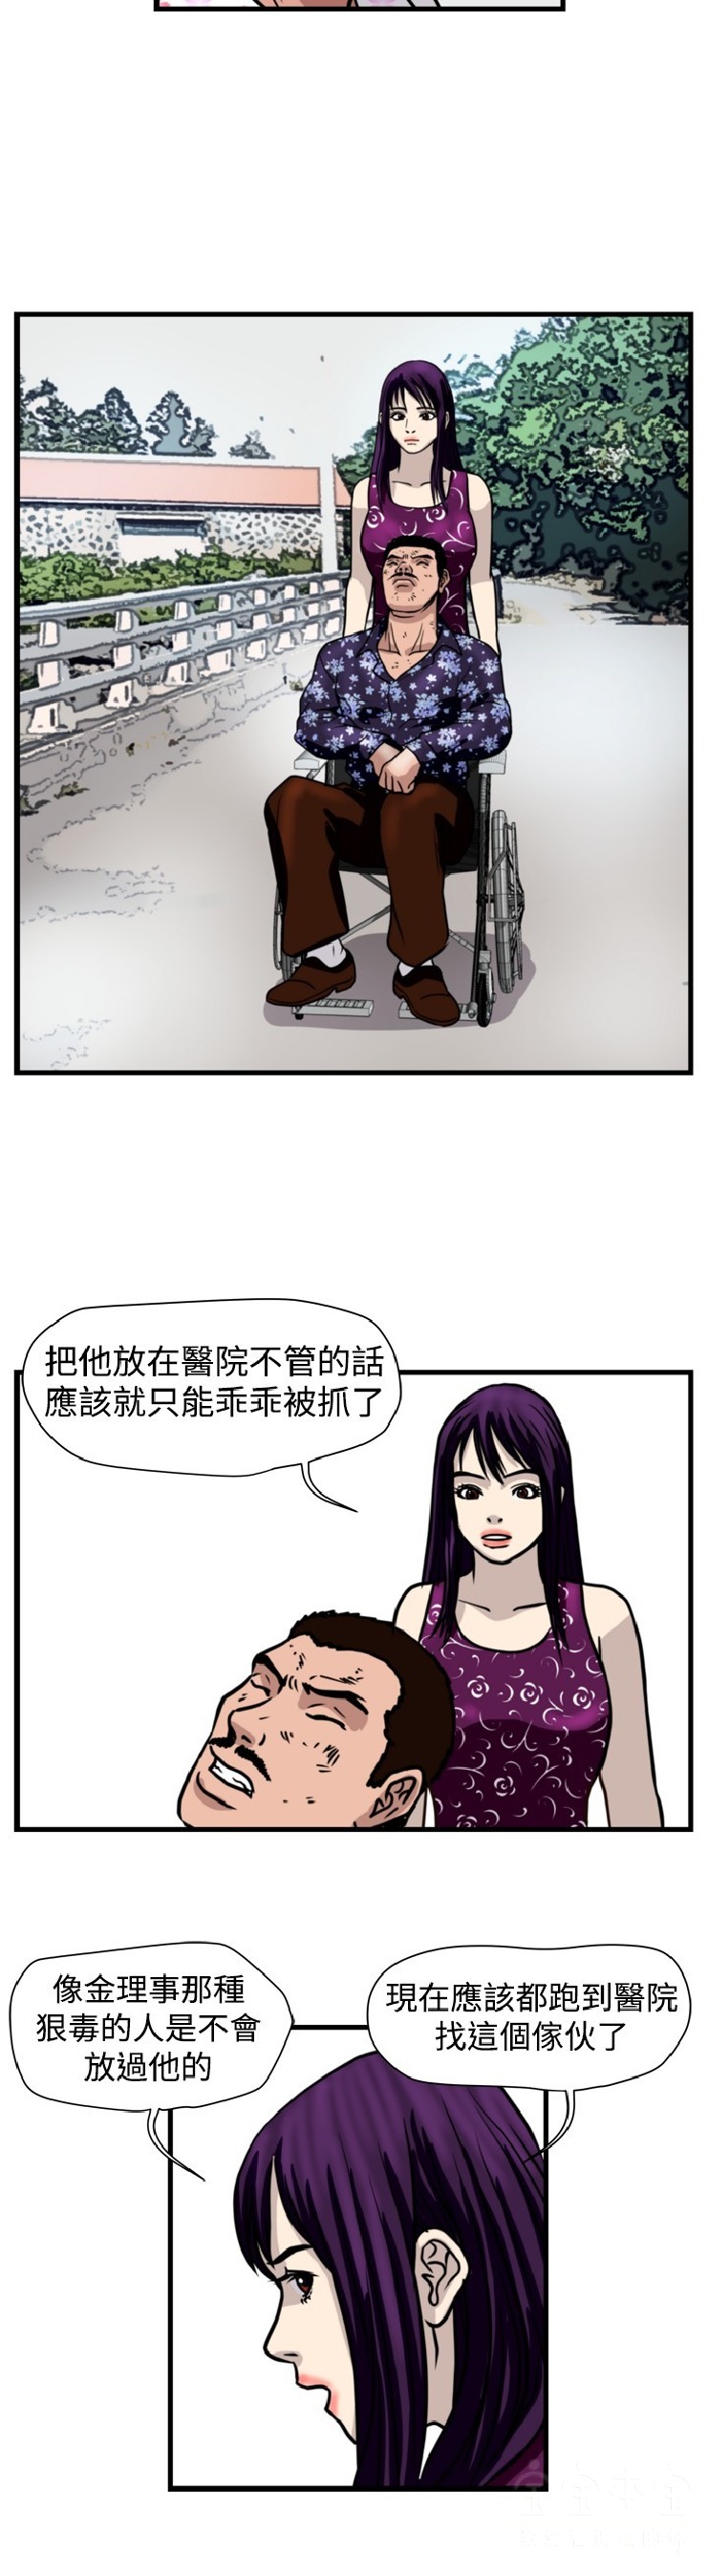 把他放在醫院不管的話
應該就只能乖乖被抓了
像金理事那種
狠毒的人是不會
放過他的
現在應該都跑到醫院
找這個傢伙了